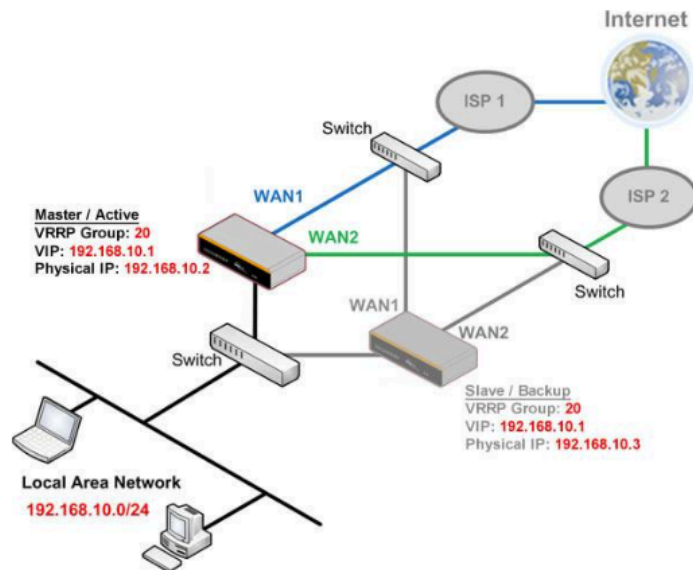 Internet
ISP 1
Switch
WAN1
ISP 2
Master / Active
VRRP Group: 20
VIP: 192.168.10.1
Physical IP: 192.168.10.2
WAN2
Switch
WAN1
WAN2
Switch
Slave / Backup
VRRP Group: 20
VIP: 192.168.10.1
Physical IP: 192.168.10.3
Local Area Network
192.168.10.0/24